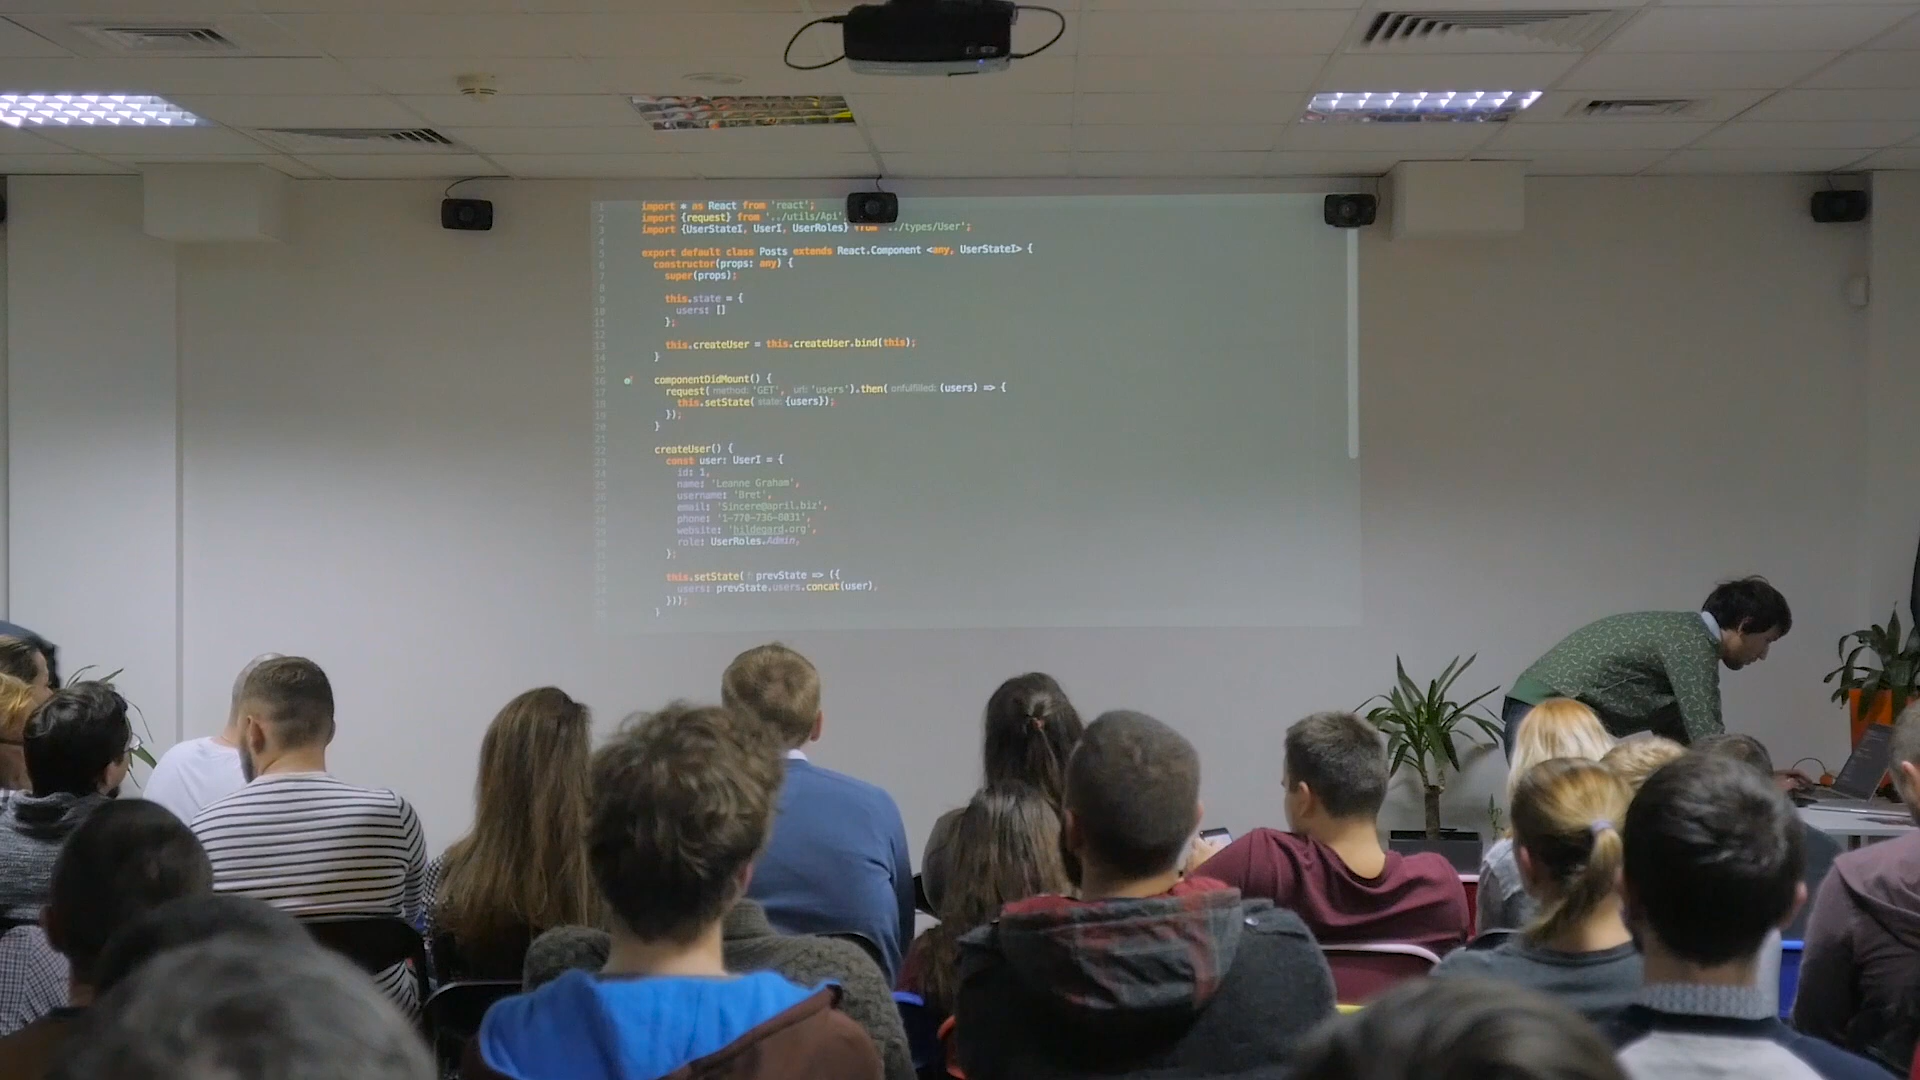 import * as React from 'react';
import {request} from '../utils/Api'
import {UserStateI, UserI, UserRoles} from '../types/User';
export default class Posts extends React.Component <any, UserStateI> {
constructor(props: any) {
super(props);
this.state = {
users: []
};
this.createUser = this.createUser.bind(this);
}
componentDidMount() {
request( method: 'GET', url: 'users').then( onfulfilled: (users) => {
this.setState( state: {users});
});
}
createUser() {
const user: UserI = {
id: 1,
name: 'Leanne Graham',
username: 'Bret',
email: 'Sincere@april.biz',
phone: '1-770-736-8031',
website: 'hildegard.org',
role: UserRoles.Admin,
};
this.setState( prevState => ({
users: prevState.users.concat(user),
}));
}